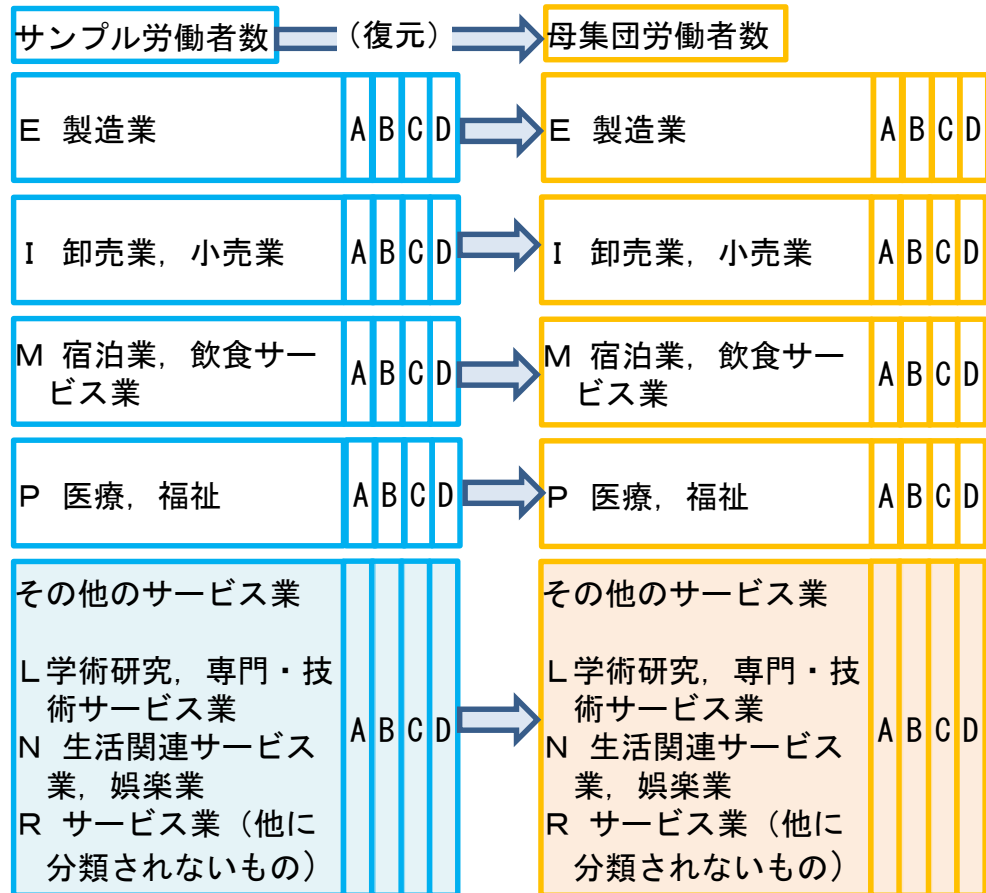 サンプル労働者数 （復元） 母集団労働者数
Ｅ 製造業 A B C D Ｅ 製造業 A B C D
Ｉ 卸売業，小売業 A B C D Ｉ 卸売業，小売業 A B C D
Ｍ 宿泊業，飲食サー
ビス業 A B C D Ｍ 宿泊業，飲食サー
ビス業 A B C D
Ｐ 医療，福祉 A B C D Ｐ 医療，福祉 A B C D
その他のサービス業
Ｌ学術研究，専門・技
術サービス業
Ｎ 生活関連サービス
業，娯楽業
Ｒ サービス業（他に
分類されないもの）
A B C D
その他のサービス業
Ｌ学術研究，専門・技
術サービス業
Ｎ 生活関連サービス
業，娯楽業
Ｒ サービス業（他に
分類されないもの）
A B C D